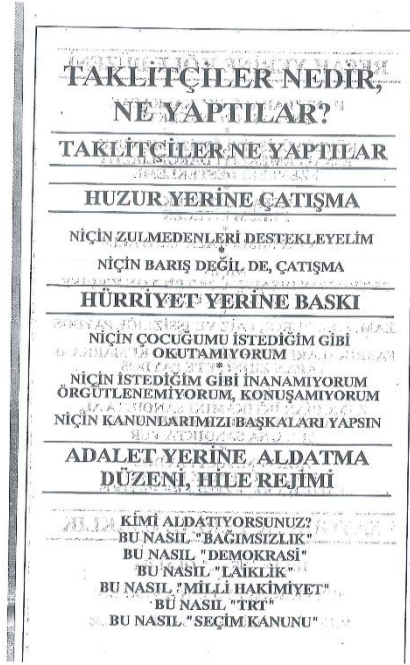 TAKLİTÇİLER NEDİR,
NE YAPTILAR?
TAKLİTÇİLER NE YAPTILAR
HUZUR YERİNE ÇATIŞMA
NİÇİN ZULMEDENLERİ DESTEKLEYELİM
*
NİÇİN BARIŞ DEĞİL DE, ÇATIŞMA
HÜRRİYET YERİNE BASKI
NİÇİN ÇOCUĞUMU İSTEDİĞİM GİBİ
OKUTAMIYORUM
*
NİÇİN İSTEDİĞİM GİBİ İNANAMIYORUM
ÖRGÜTLENEMİYORUM, KONUŞAMIYORUM
NİÇİN KANUNLARIMIZI BAŞKALARI YAPSIN
ADALET YERİNE ALDATMA
DÜZENİ, HİLE REJİMİ
KİMİ ALDATIYORSUNUZ?
BU NASIL "BAĞIMSIZLIK"
BU NASIL "DEMOKRASİ"
BU NASIL "LAİKLİK"
BU NASIL "MİLLİ HAKİMİYET"
BU NASIL "TRT"
BU NASIL "SEÇİM KANUNU"